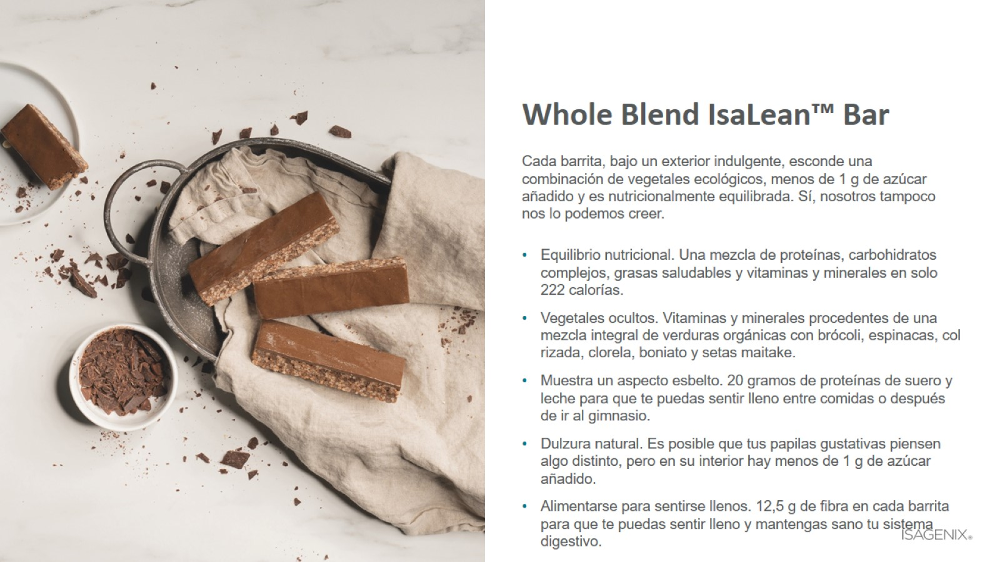 Whole Blend IsaLean™ Bar
Cada barrita, bajo un exterior indulgente, esconde una
combinación de vegetales ecológicos, menos de 1 g de azúcar
añadido y es nutricionalmente equilibrada. Sí, nosotros tampoco
nos lo podemos creer.
• Equilibrio nutricional. Una mezcla de proteínas, carbohidratos
complejos, grasas saludables y vitaminas y minerales en solo
222 calorías.
• Vegetales ocultos. Vitaminas y minerales procedentes de una
mezcla integral de verduras orgánicas con brócoli, espinacas, col
rizada, clorela, boniato y setas maitake.
• Muestra un aspecto esbelto. 20 gramos de proteínas de suero y
leche para que te puedas sentir lleno entre comidas o después
de ir al gimnasio.
• Dulzura natural. Es posible que tus papilas gustativas piensen
algo distinto, pero en su interior hay menos de 1 g de azúcar
añadido.
• Alimentarse para sentirse llenos. 12,5 g de fibra en cada barrita
para que te puedas sentir lleno y mantengas sano tu sistema
digestivo.
ISAGENIX®